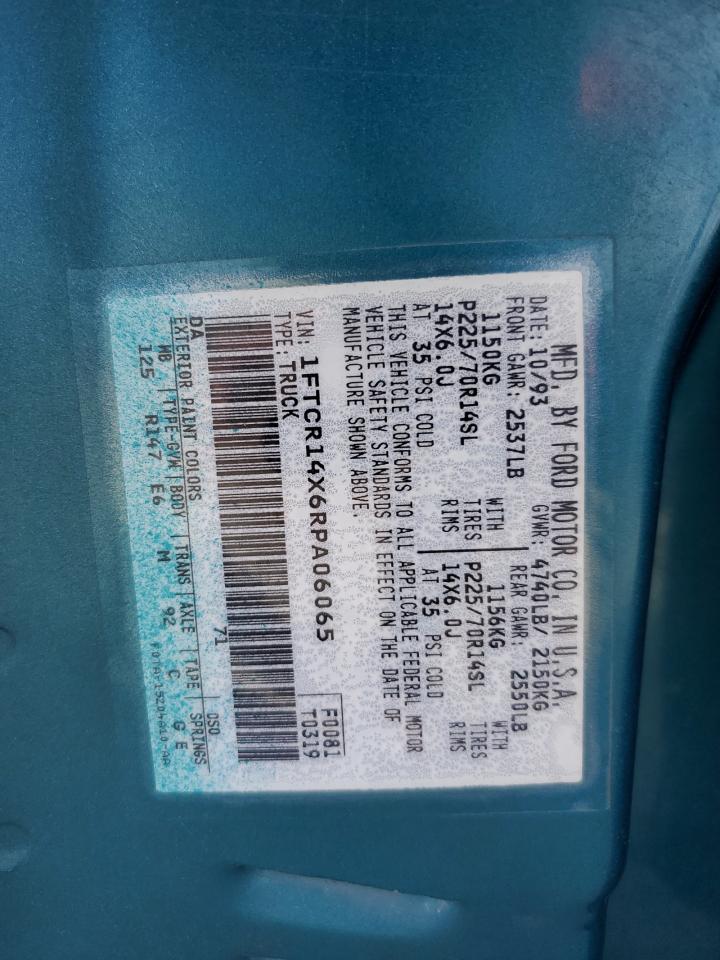 MFD. BY FORD MOTOR CO. IN U.S.A.
DATE: 10/93 GVWR: 4740LB/ 2150KG
FRONT GAWR: 2537LB REAR GAWR: 2550LB
1150KG WITH 1156KG WITH
P225/70R14SL TIRES P225/70R14SL TIRES
14X6.0J RIMS 14X6.0J RIMS
AT 35 PSI COLD AT 35 PSI COLD
THIS VEHICLE CONFORMS TO ALL APPLICABLE FEDERAL MOTOR
VEHICLE SAFETY STANDARDS IN EFFECT ON THE DATE OF
MANUFACTURE SHOWN ABOVE.
VIN: 1FTCR14X6RPA06065 F0081
TYPE: TRUCK T0319
DA 71 DSO
EXTERIOR PAINT COLORS
WB TYPE-GVW BODY TRANS AXLE TAPE SPRINGS
125 R147 E6 M 92 C G E